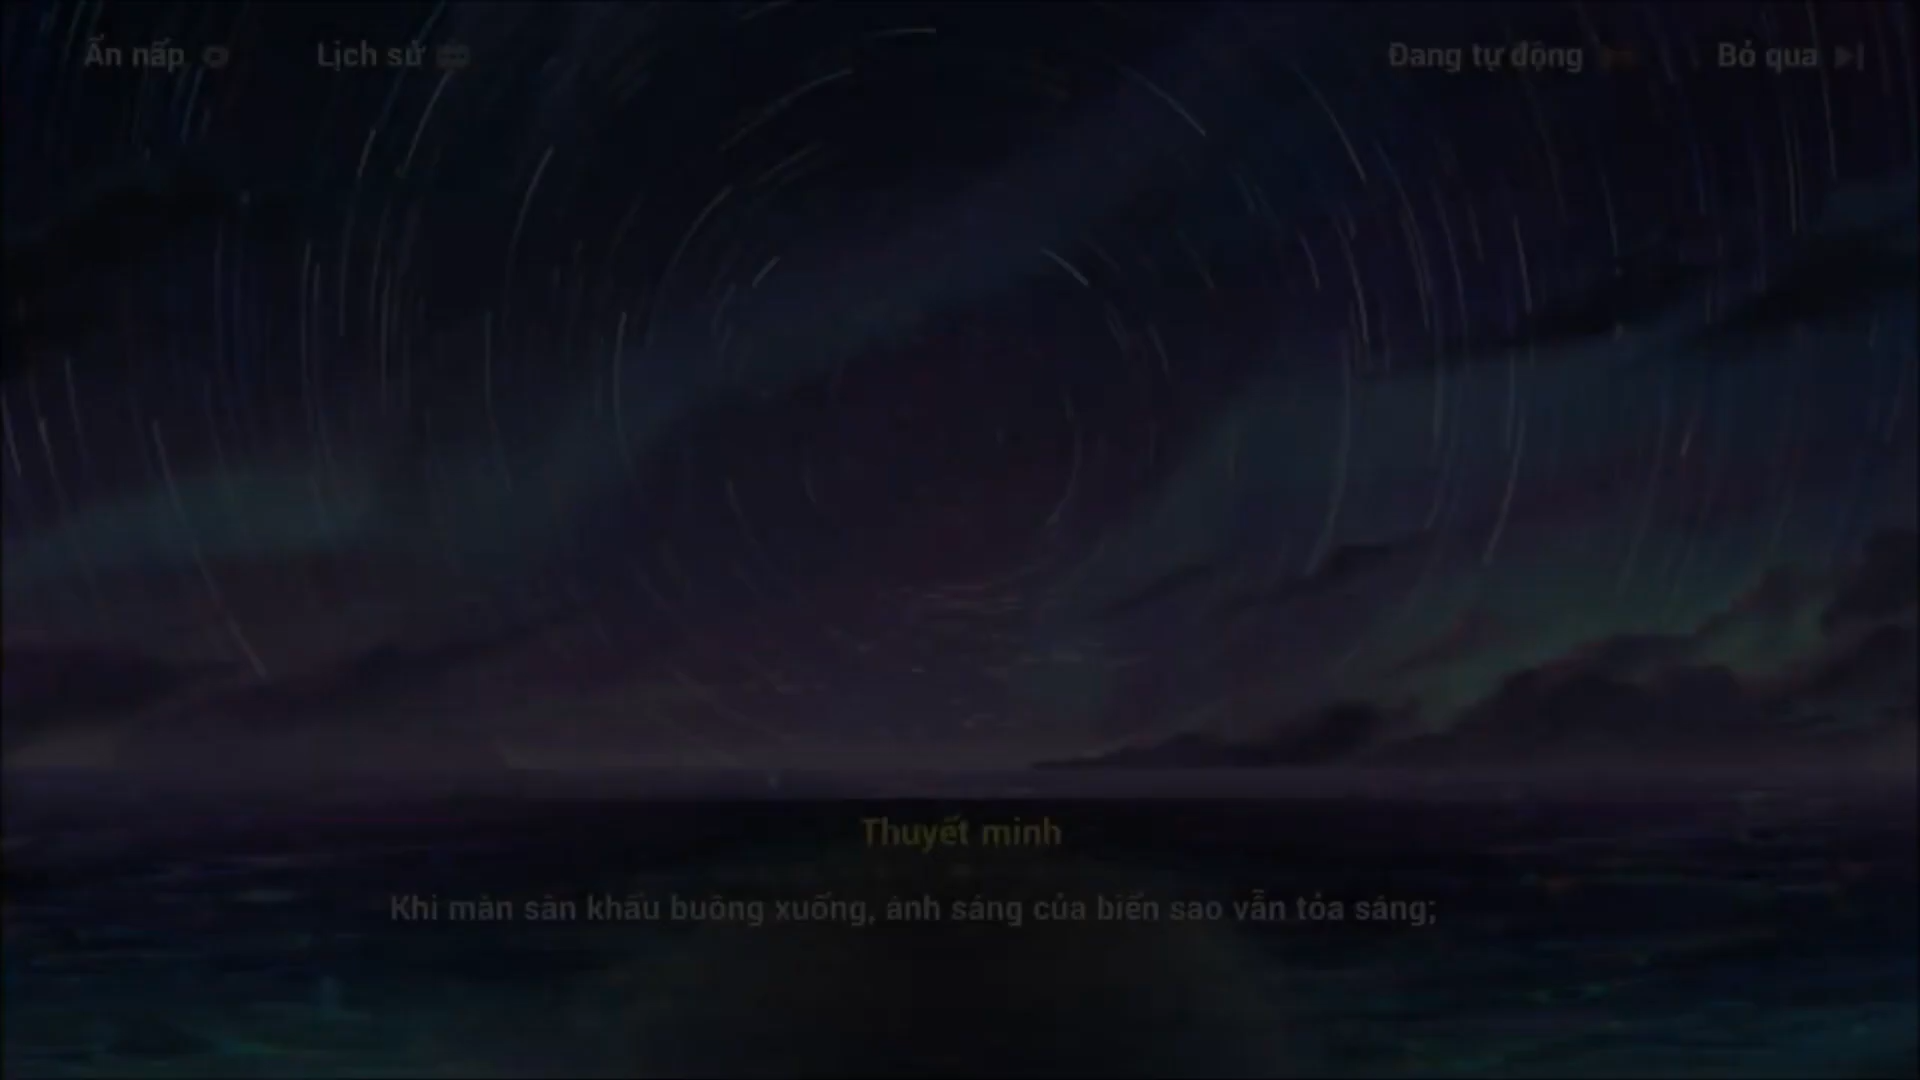 Ẩn nấp
Lịch sử
Đang tự động
Bỏ qua
Thuyết minh
Khi màn sân khấu buông xuống, ánh sáng của biển sao vẫn tỏa sáng;